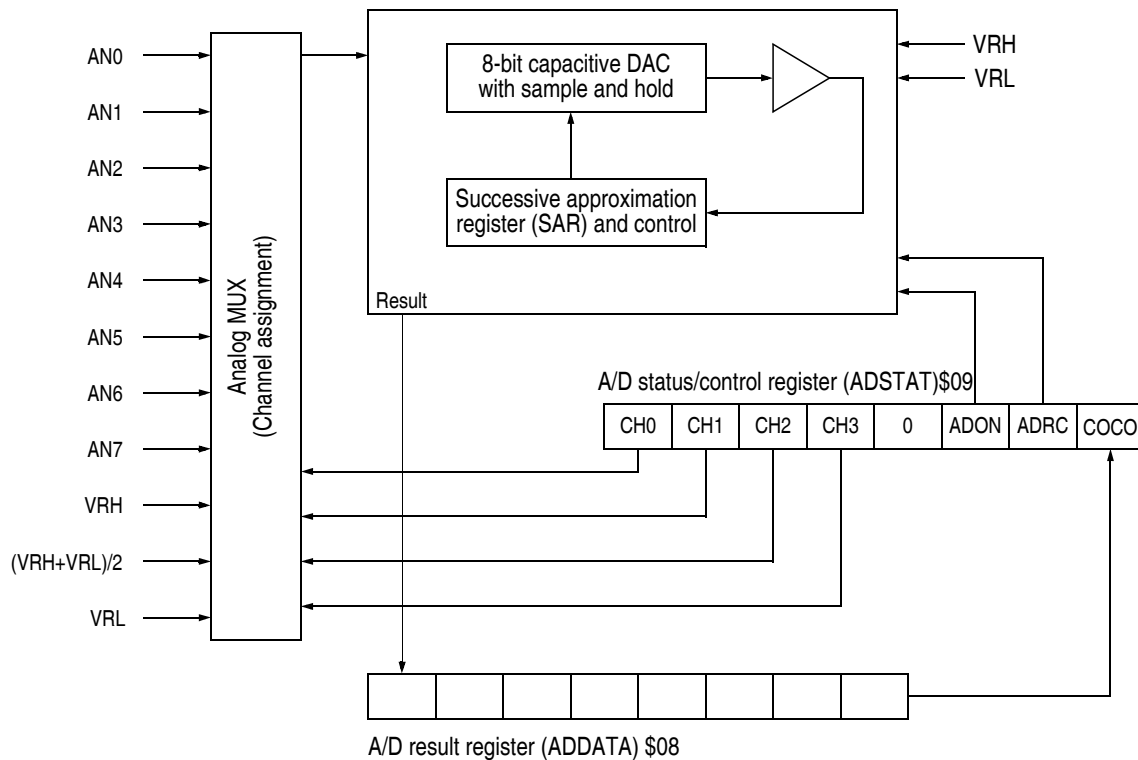 AN0
AN1
AN2
AN3
AN4
AN5
AN6
AN7
VRH
(VRH+VRL)/2
VRL
Analog MUX
(Channel assignment)
8-bit capacitive DAC
with sample and hold
Successive approximation
register (SAR) and control
Result
VRH
VRL
A/D status/control register (ADSTAT)$09
CH0 CH1 CH2 CH3 0 ADON ADRC COCO
A/D result register (ADDATA) $08